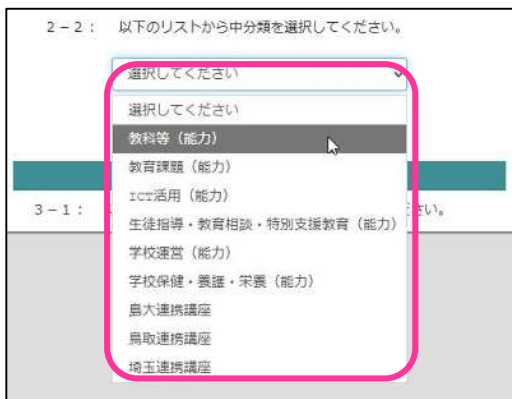 2-2: 以下のリストから中分類を選択してください。
選択してください
選択してください
教科等(能力)
教育課題(能力)
ICT活用(能力)
生徒指導・教育相談・特別支援教育(能力)
学校運営(能力)
学校保健・養護・栄養(能力)
島大連携講座
鳥取連携講座
埼玉連携講座
3-1: さい。